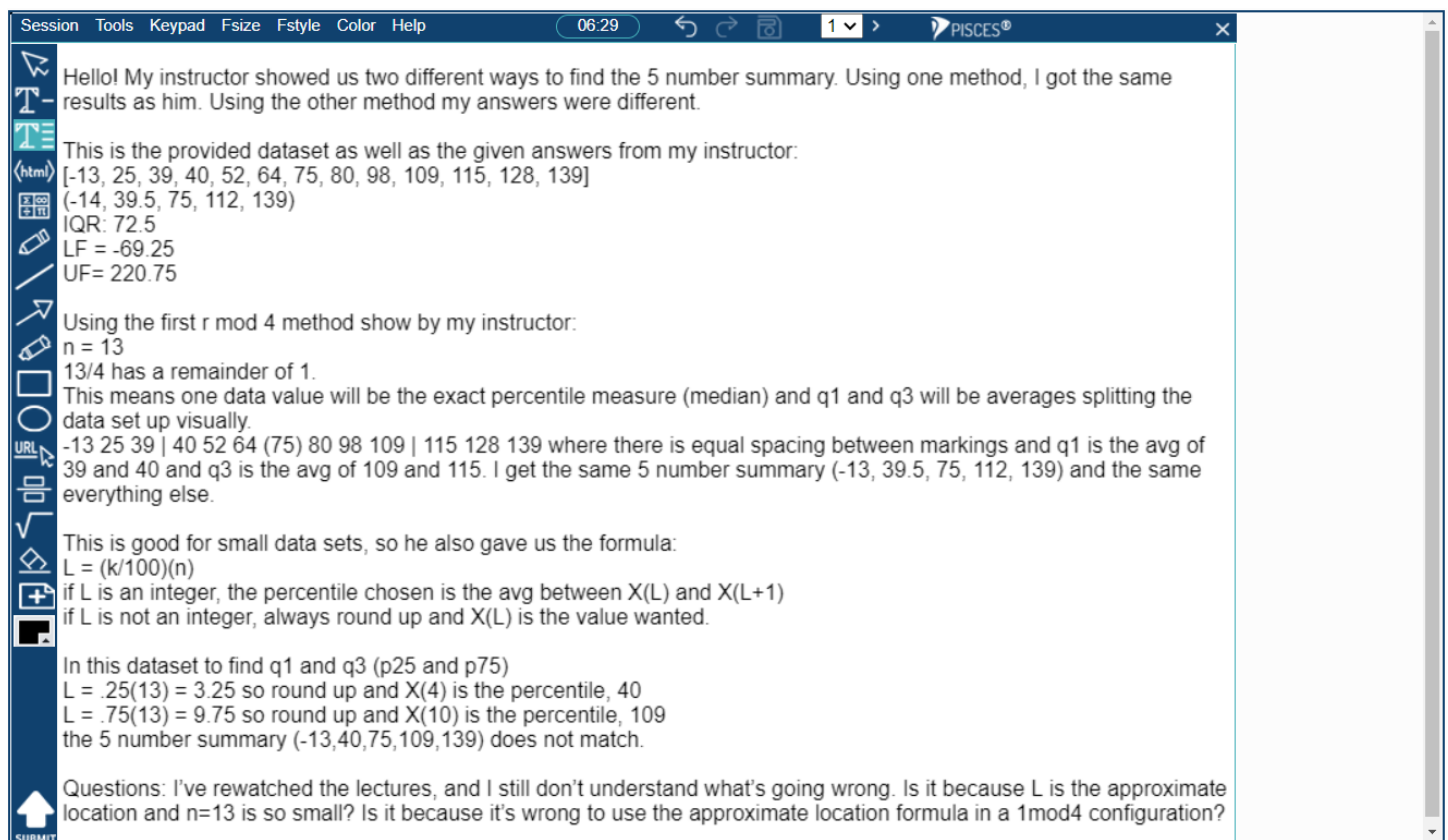 Session Tools Keypad Fsize Fstyle Color Help 06:29 1 PISCES®
Hello! My instructor showed us two different ways to find the 5 number summary. Using one method, I got the same
results as him. Using the other method my answers were different.
This is the provided dataset as well as the given answers from my instructor:
[-13, 25, 39, 40, 52, 64, 75, 80, 98, 109, 115, 128, 139]
(-14, 39.5, 75, 112, 139)
IQR: 72.5
LF = -69.25
UF= 220.75
Using the first r mod 4 method show by my instructor:
n = 13
13/4 has a remainder of 1.
This means one data value will be the exact percentile measure (median) and q1 and q3 will be averages splitting the
data set up visually.
-13 25 39 | 40 52 64 (75) 80 98 109 | 115 128 139 where there is equal spacing between markings and q1 is the avg of
39 and 40 and q3 is the avg of 109 and 115. I get the same 5 number summary (-13, 39.5, 75, 112, 139) and the same
everything else.
This is good for small data sets, so he also gave us the formula:
L = (k/100)(n)
if L is an integer, the percentile chosen is the avg between X(L) and X(L+1)
if L is not an integer, always round up and X(L) is the value wanted.
In this dataset to find q1 and q3 (p25 and p75)
L = .25(13) = 3.25 so round up and X(4) is the percentile, 40
L = .75(13) = 9.75 so round up and X(10) is the percentile, 109
the 5 number summary (-13,40,75,109,139) does not match.
Questions: I've rewatched the lectures, and I still don't understand what's going wrong. Is it because L is the approximate
location and n=13 is so small? Is it because it's wrong to use the approximate location formula in a 1mod4 configuration?
⟨html⟩
URL
SUBMIT